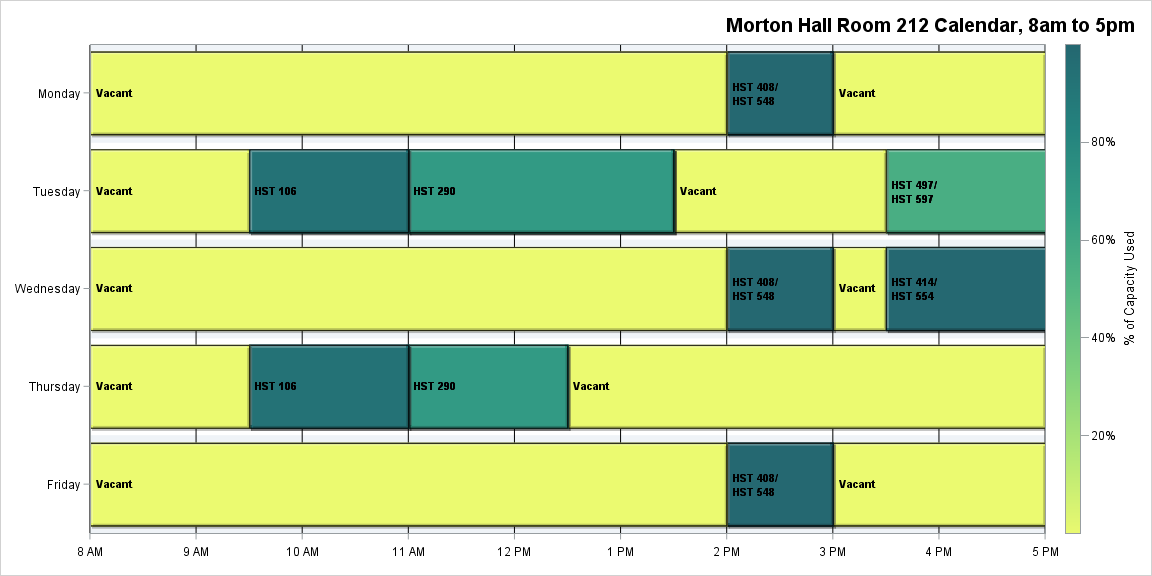 Morton Hall Room 212 Calendar, 8am to 5pm
Monday
Vacant
HST 408/
HST 548
Vacant
Tuesday
Vacant
HST 106
HST 290
Vacant
HST 497/
HST 597
Wednesday
Vacant
HST 408/
HST 548
Vacant
HST 414/
HST 554
Thursday
Vacant
HST 106
HST 290
Vacant
Friday
Vacant
HST 408/
HST 548
Vacant
8 AM
9 AM
10 AM
11 AM
12 PM
1 PM
2 PM
3 PM
4 PM
5 PM
80%
60%
40%
20%
% of Capacity Used